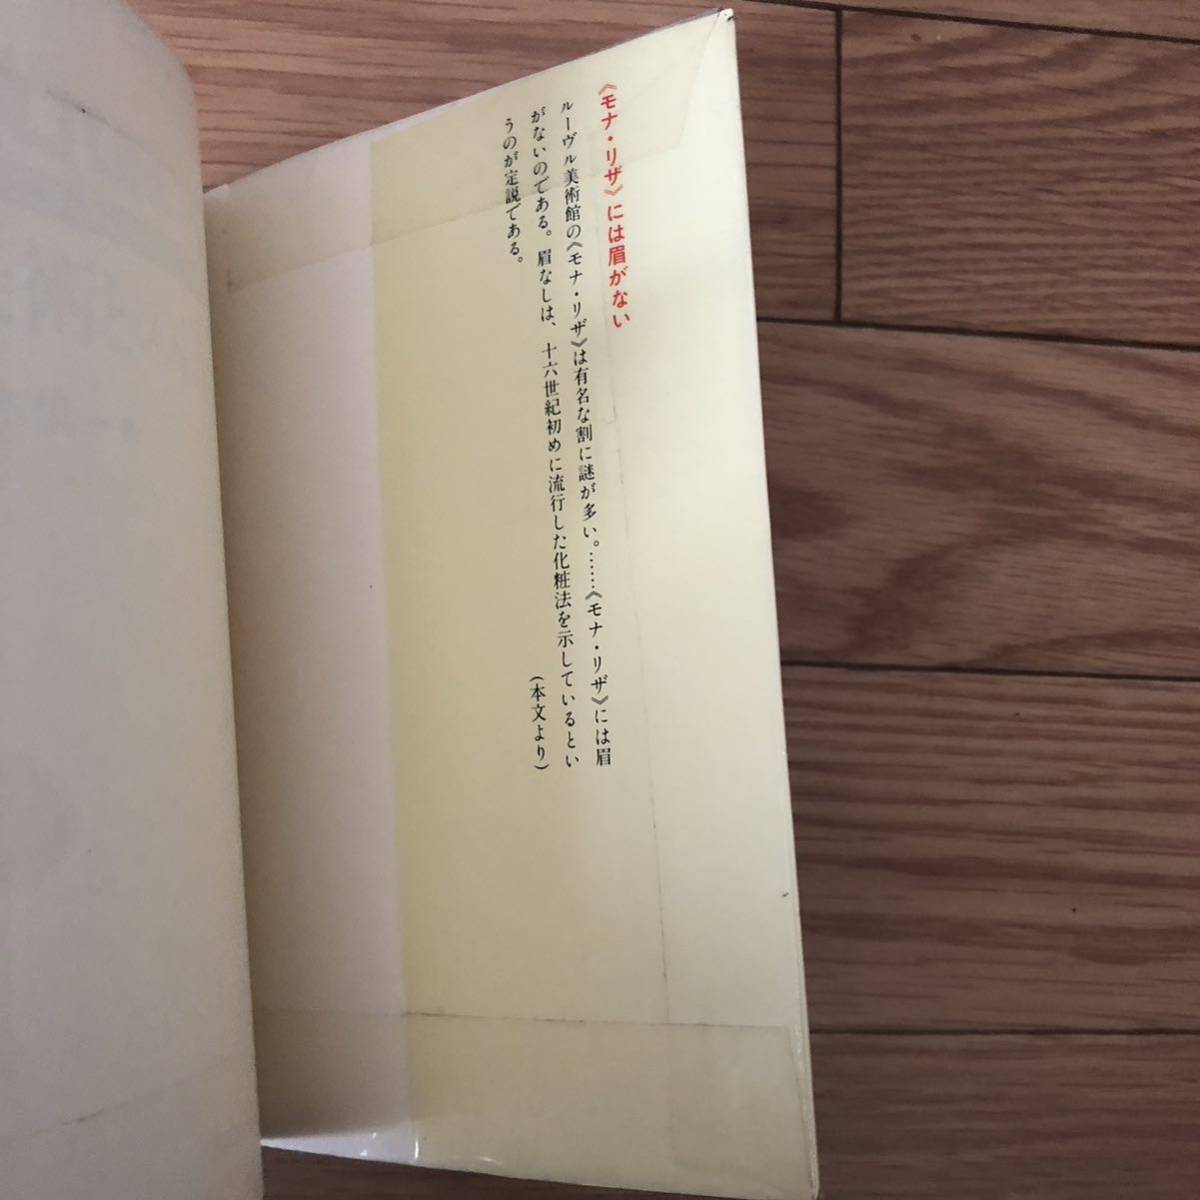 《モナ・リザ》には眉がない
ルーヴル美術館の《モナ・リザ》は有名な割に謎が多い。……《モナ・リザ》には眉
がないのである。眉なしは、十六世紀初めに流行した化粧法を示しているとい
うのが定説である。
(本文より)